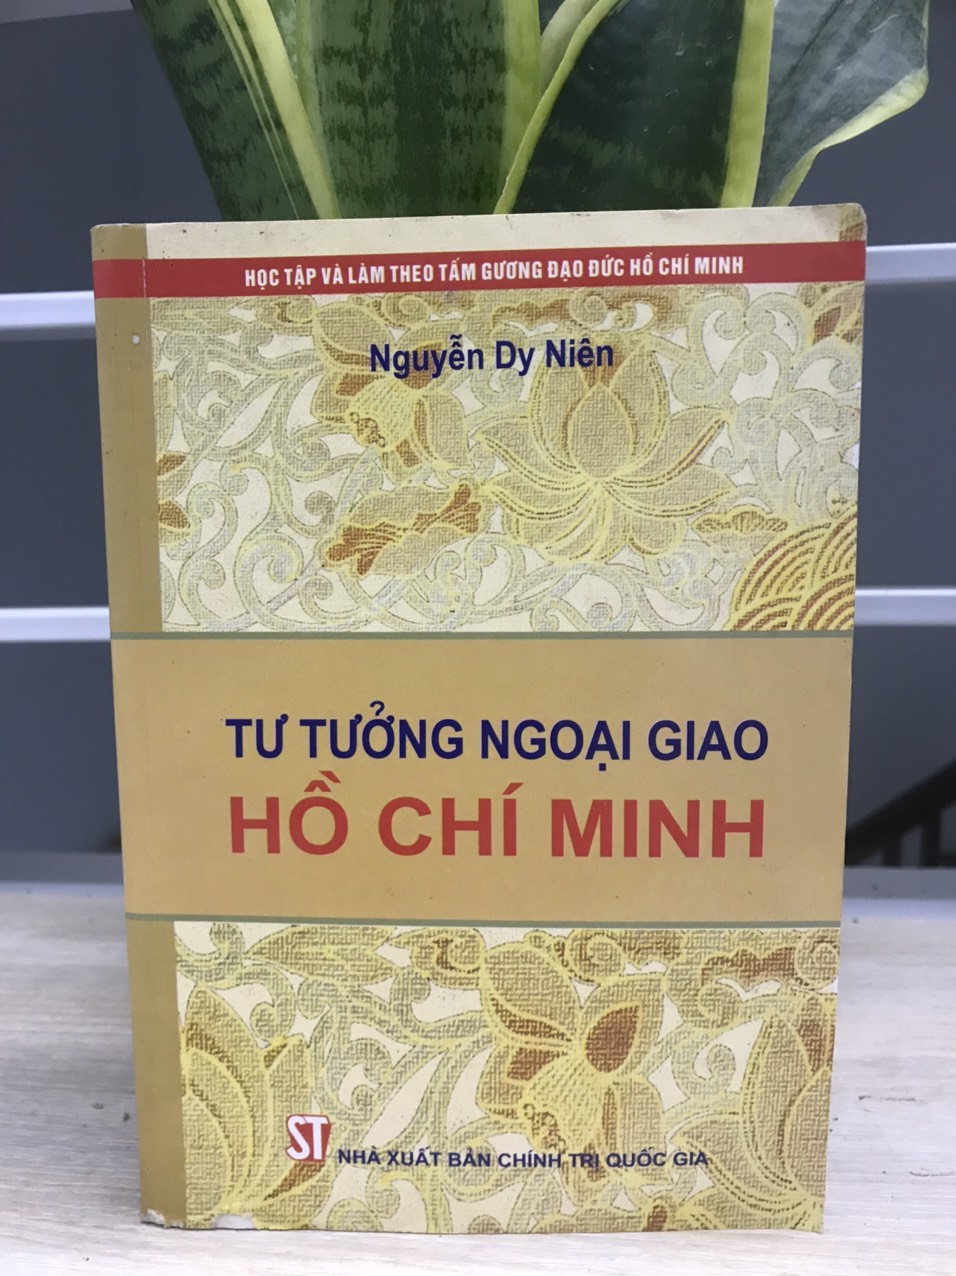 HỌC TẬP VÀ LÀM THEO TẤM GƯƠNG ĐẠO ĐỨC HỒ CHÍ MINH
Nguyễn Dy Niên
TƯ TƯỞNG NGOẠI GIAO
HỒ CHÍ MINH
ST NHÀ XUẤT BẢN CHÍNH TRỊ QUỐC GIA